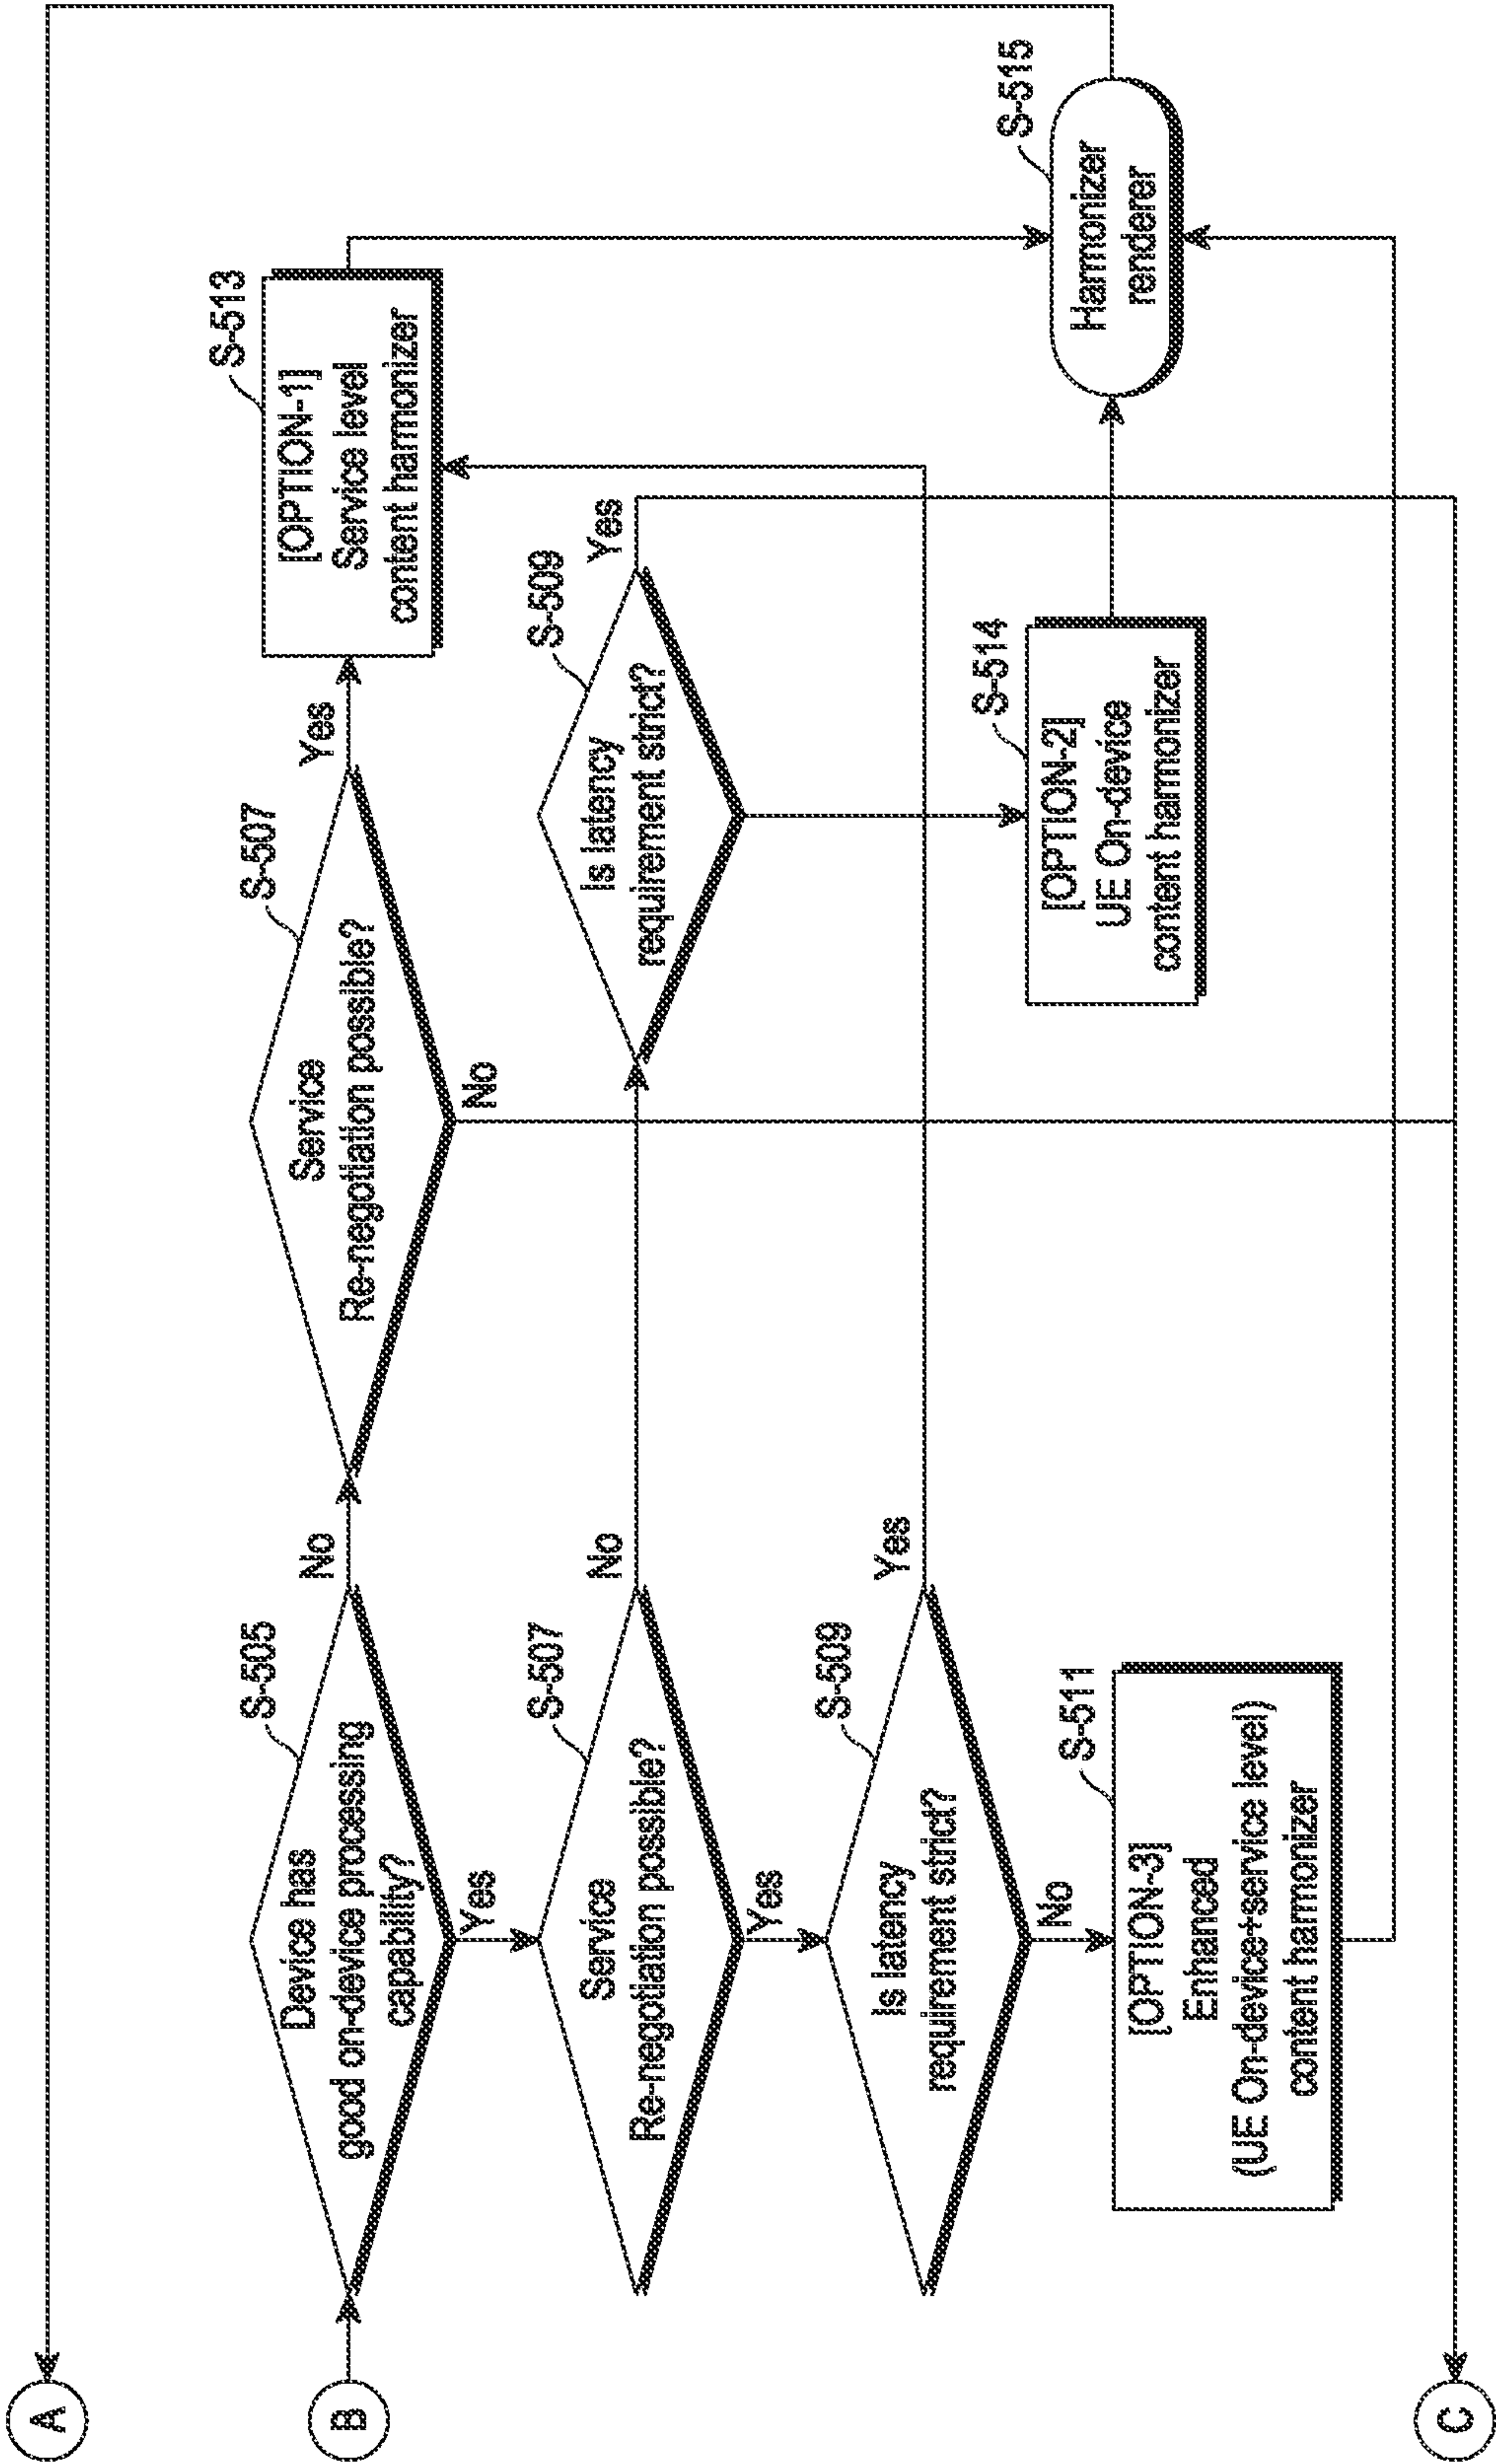 A
B
S-505
Device has
good on-device processing
capability?
No
Yes
S-507
Service
Re-negotiation possible?
Yes
No
S-513
[OPTION-1]
Service level
content harmonizer
S-507
Service
Re-negotiation possible?
No
Yes
S-509
Is latency
requirement strict?
Yes
S-509
Is latency
requirement strict?
Yes
No
S-514
[OPTION-2]
UE On-device
content harmonizer
S-515
Harmonizer
renderer
S-511
[OPTION-3]
Enhanced
(UE On-device+service level)
content harmonizer
C